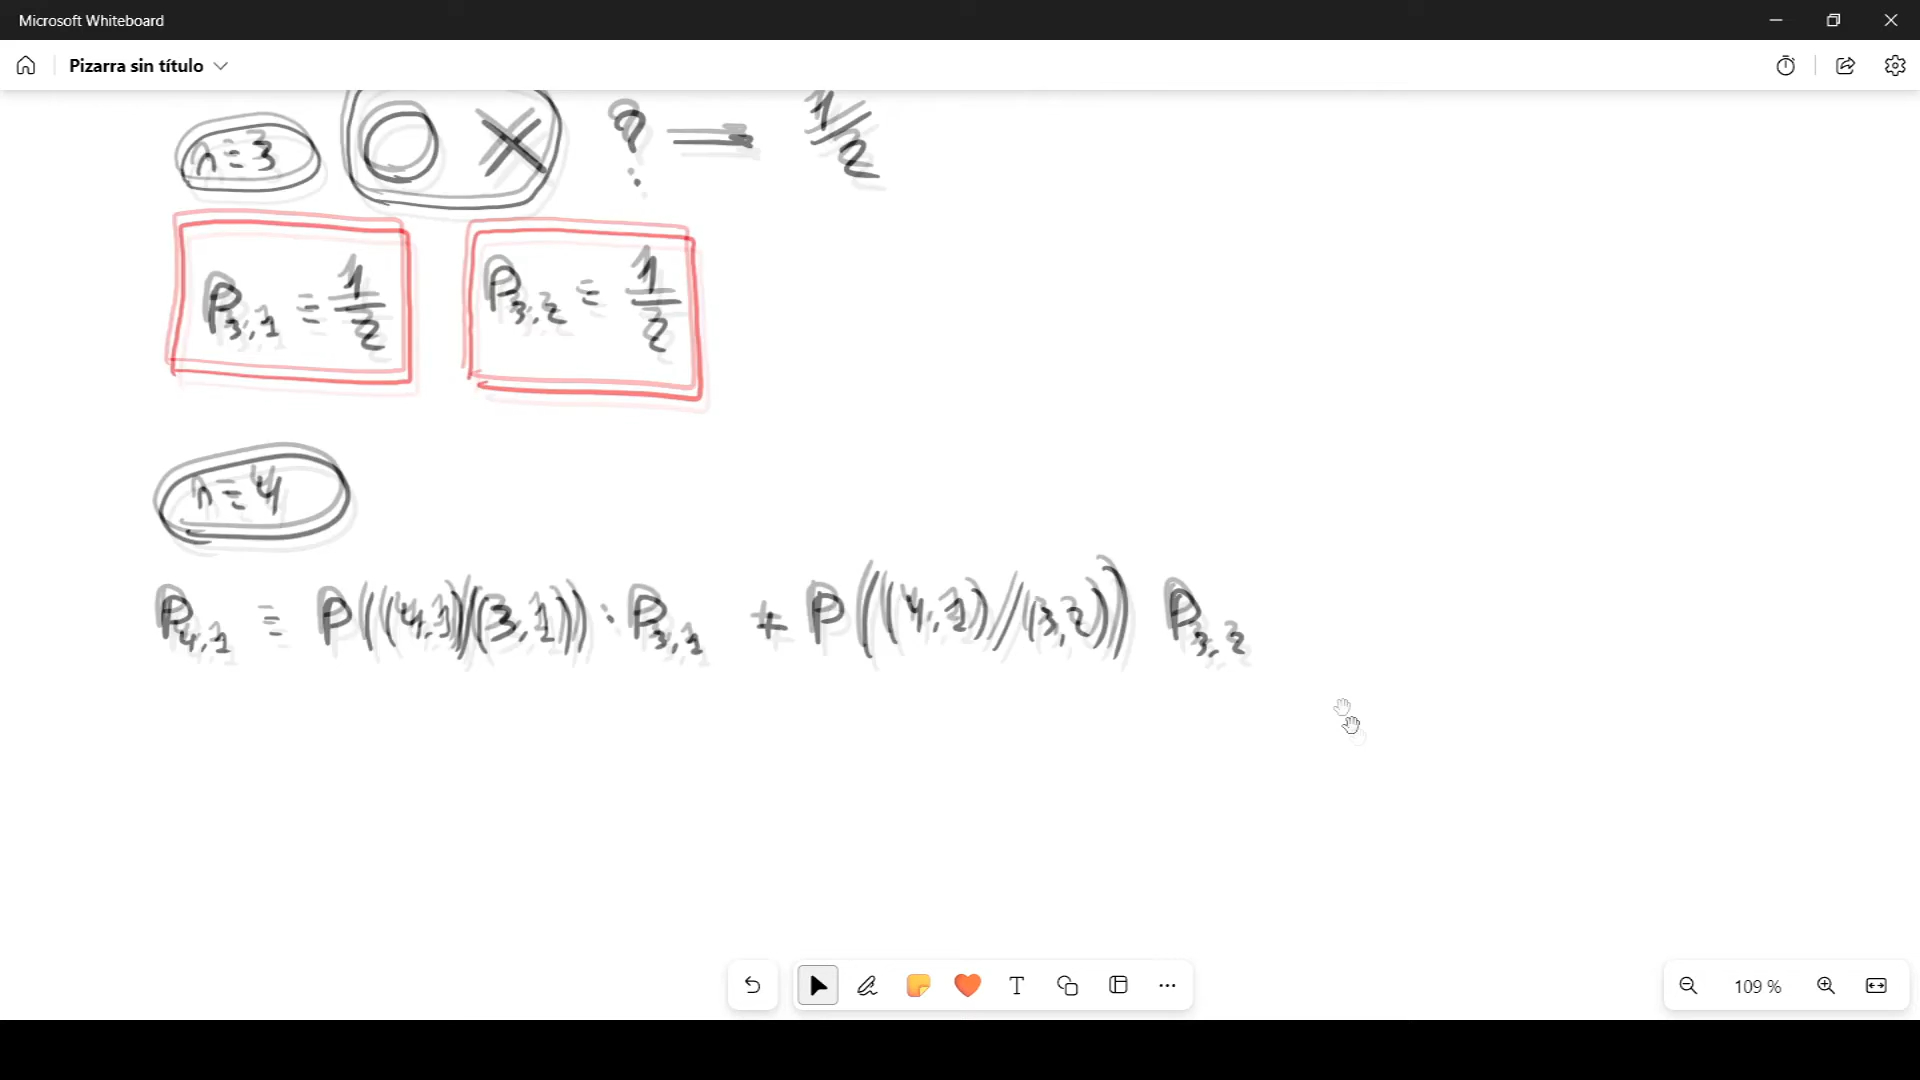 Microsoft Whiteboard
Pizarra sin título
n=3 O X ? = 1/2
P3,1 = 1/2 P3,2 = 1/2
n=4
P4,1 = P((4,1)/(3,1)) · P3,1 + P((4,1)/(3,2)) P3,2
109 %